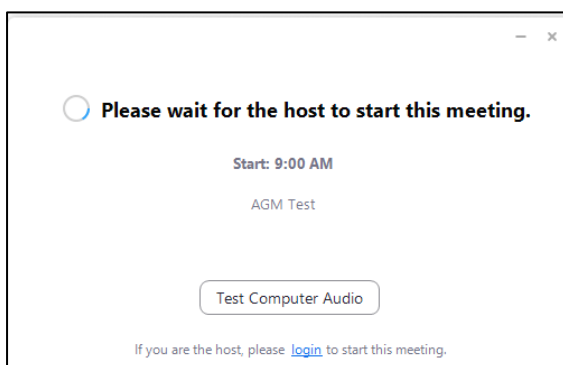 Please wait for the host to start this meeting.
Start: 9:00 AM
AGM Test
Test Computer Audio
If you are the host, please login to start this meeting.